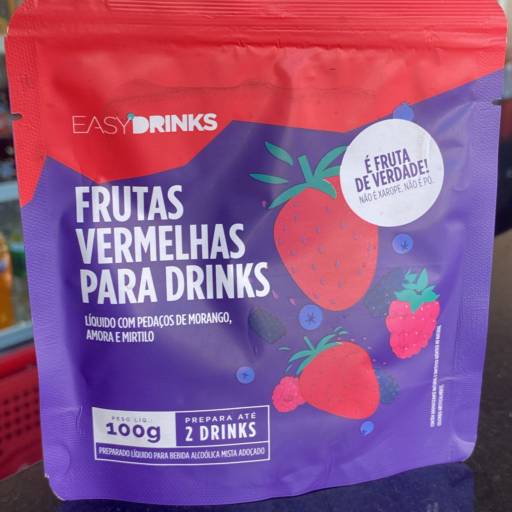 EASYDRINKS
É FRUTA
DE VERDADE!
NÃO É XAROPE, NÃO É PÓ.
FRUTAS
VERMELHAS
PARA DRINKS
LÍQUIDO COM PEDAÇOS DE MORANGO,
AMORA E MIRTILO
PESO LÍQ.:
100g
PREPARA ATÉ
2 DRINKS
PREPARADO LÍQUIDO PARA BEBIDA ALCOÓLICA MISTA ADOÇADO